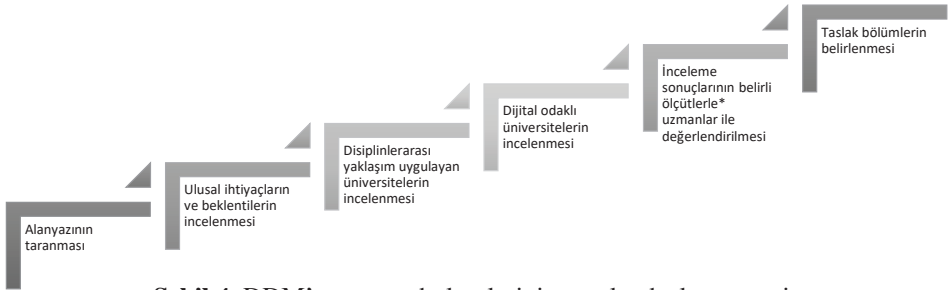 Alanyazının
taranması
Ulusal ihtiyaçların
ve beklentilerin
incelenmesi
Disiplinlerarası
yaklaşım uygulayan
üniversitelerin
incelenmesi
Dijital odaklı
üniversitelerin
incelenmesi
İnceleme
sonuçlarının belirli
ölçütlerle*
uzmanlar ile
değerlendirilmesi
Taslak bölümlerin
belirlenmesi